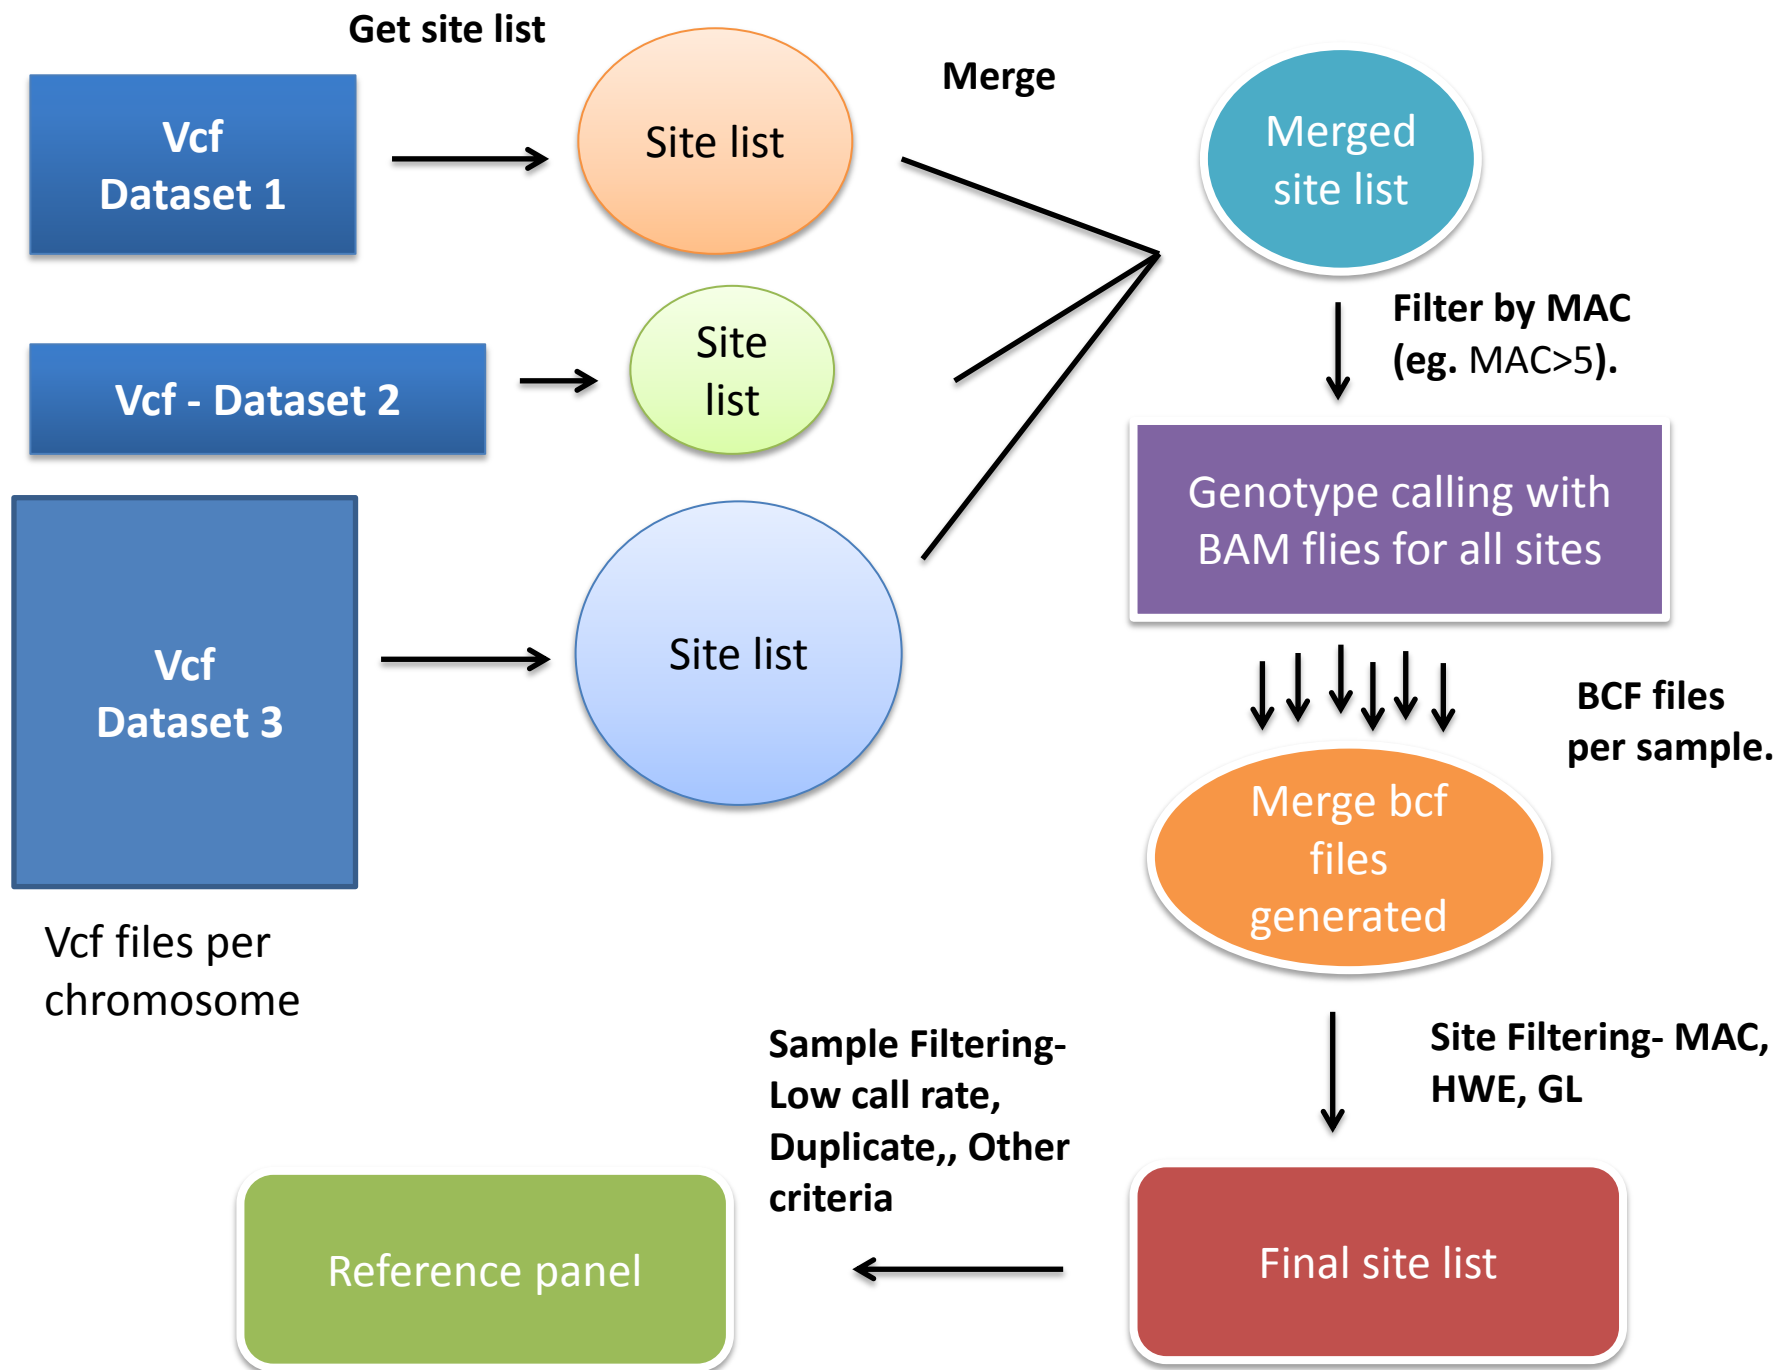 Get site list
Merge
Vcf
Dataset 1
Site list
Merged
site list
Filter by MAC
(eg. MAC>5).
Vcf - Dataset 2
Site
list
Genotype calling with
BAM flies for all sites
Vcf
Dataset 3
Site list
BCF files
per sample.
Merge bcf
files
generated
Vcf files per
chromosome
Site Filtering- MAC,
HWE, GL
Sample Filtering-
Low call rate,
Duplicate,, Other
criteria
Final site list
Reference panel